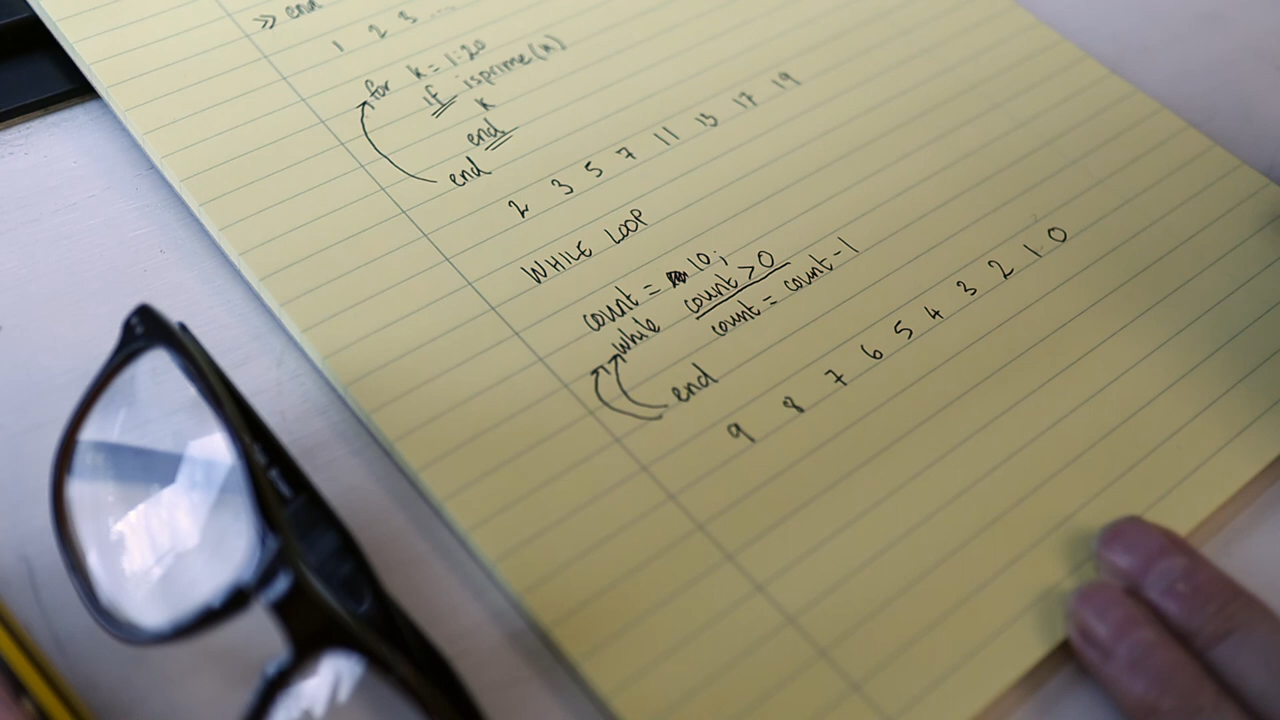 >> end
1 2 3 ....
for k = 1:20
if isprime(k)
k
end
end
2 3 5 7 11 13 17 19
WHILE LOOP
count = 10;
while count > 0
count = count - 1
end
9 8 7 6 5 4 3 2 1 0